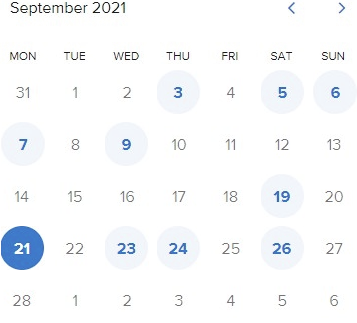 September 2021
MON TUE WED THU FRI SAT SUN
31 1 2 3 4 5 6
7 8 9 10 11 12 13
14 15 16 17 18 19 20
21 22 23 24 25 26 27
28 1 2 3 4 5 6